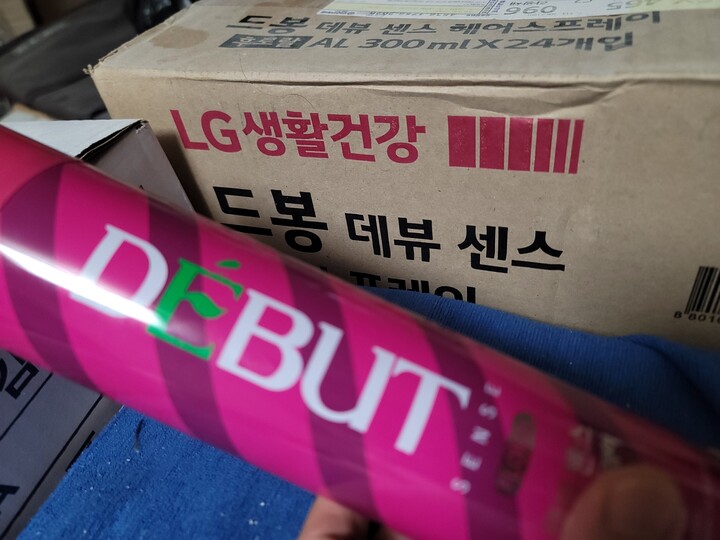 096
드봉 데뷰 센스 헤어스프레이
AL 300ml X 24개입
LG생활건강
드봉 데뷰 센스
DÉBUT
SENSE